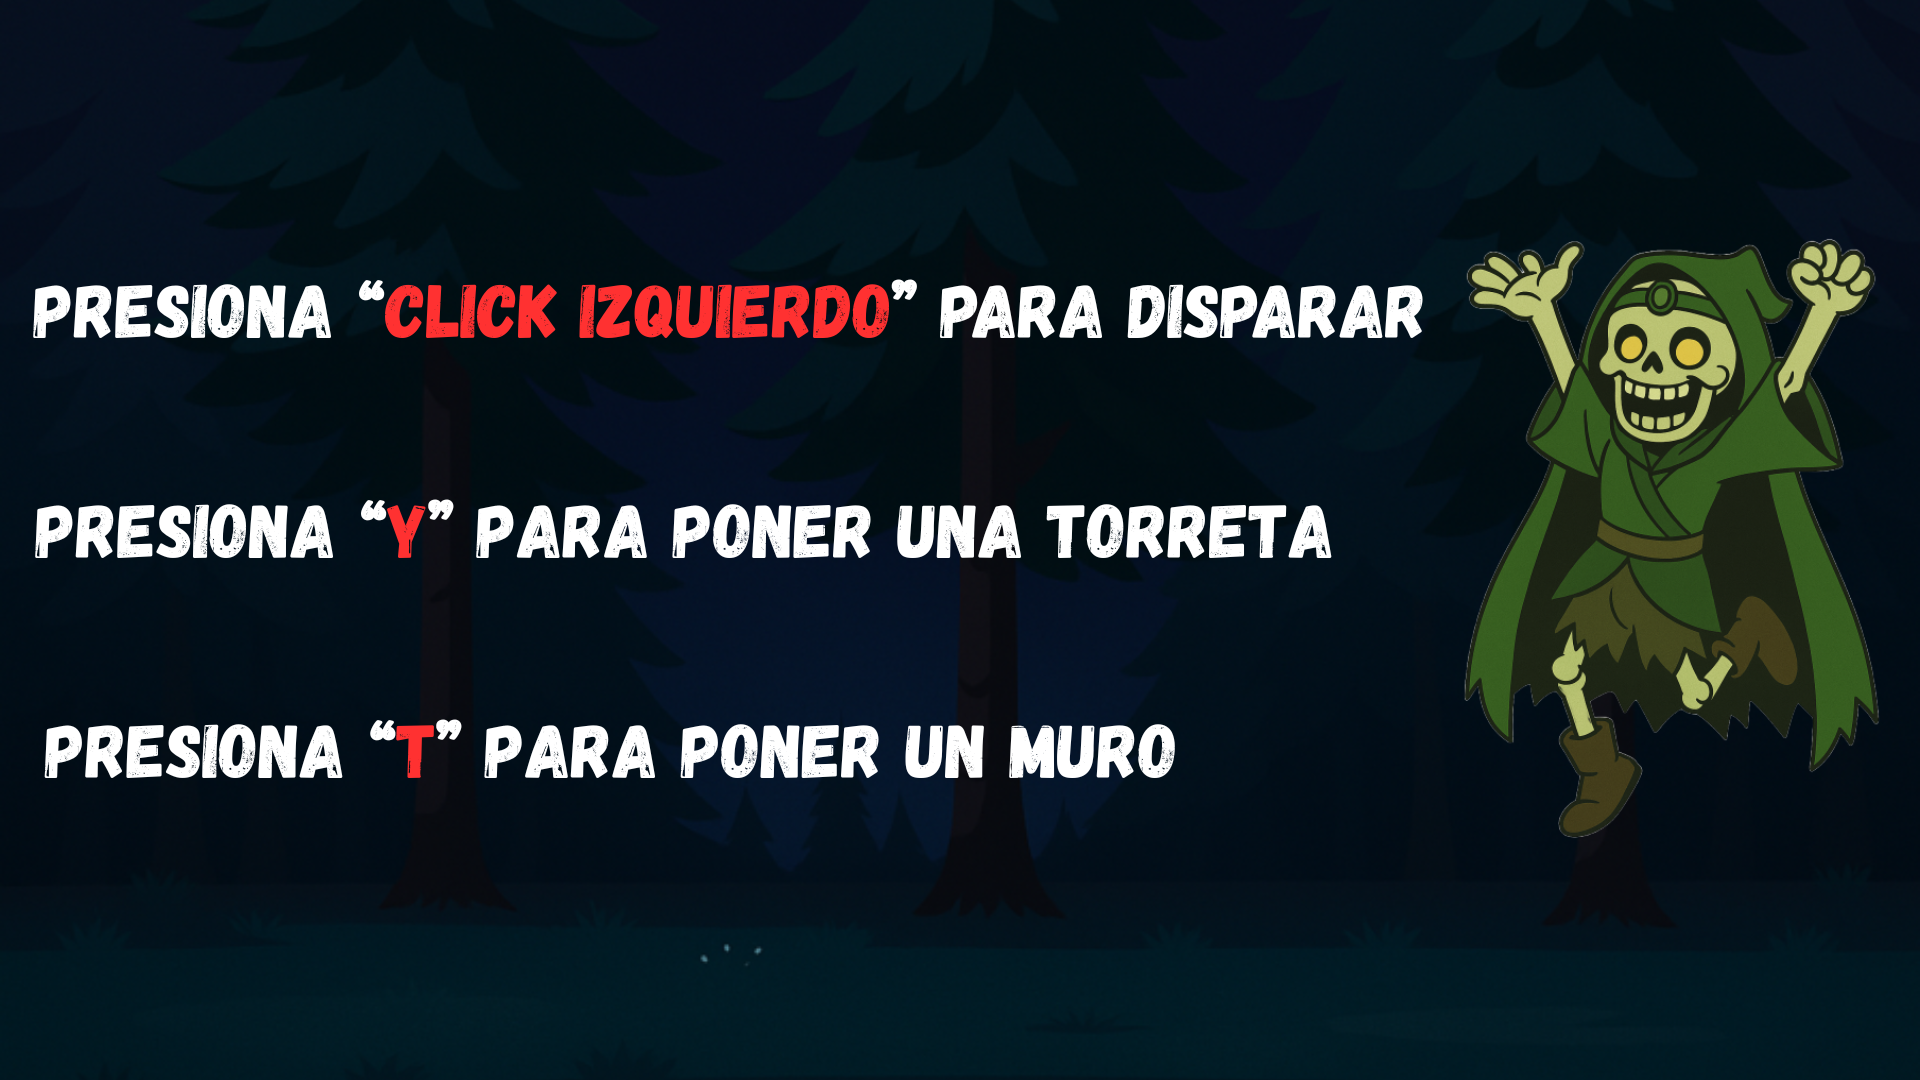 PRESIONA “CLICK IZQUIERDO” PARA DISPARAR
PRESIONA “Y” PARA PONER UNA TORRETA
PRESIONA “T” PARA PONER UN MURO